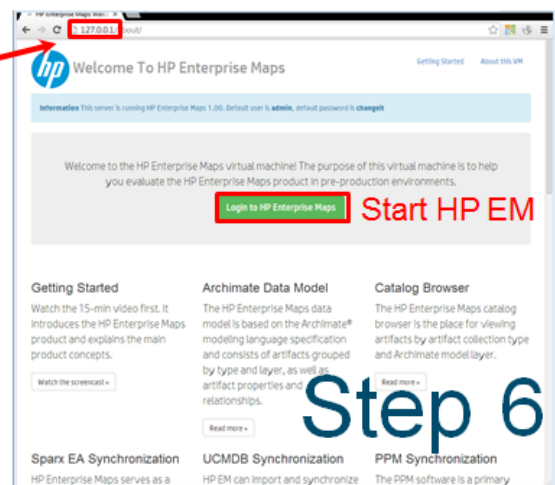 HP Enterprise Maps Welc
127.0.0.1/about/
hp
Welcome To HP Enterprise Maps
Getting Started
About this VM
Information This server is running HP Enterprise Maps 1.00. Default user is admin, default password is changeit
Welcome to the HP Enterprise Maps virtual machine! The purpose of this virtual machine is to help
you evaluate the HP Enterprise Maps product in pre-production environments.
Login to HP Enterprise Maps
Start HP EM
Getting Started
Watch the 15-min video first. It
introduces the HP Enterprise Maps
product and explains the main
product concepts.
Watch the screencast »
Archimate Data Model
The HP Enterprise Maps data
model is based on the Archimate®
modeling language specification
and consists of artifacts grouped
by type and layer, as well as
artifact properties and
relationships.
Read more »
Catalog Browser
The HP Enterprise Maps catalog
browser is the place for viewing
artifacts by artifact collection type
and Archimate model layer.
Read more »
Step 6
Sparx EA Synchronization
HP Enterprise Maps serves as a
UCMDB Synchronization
HP EM can import and synchronize
PPM Synchronization
The PPM software is a primary